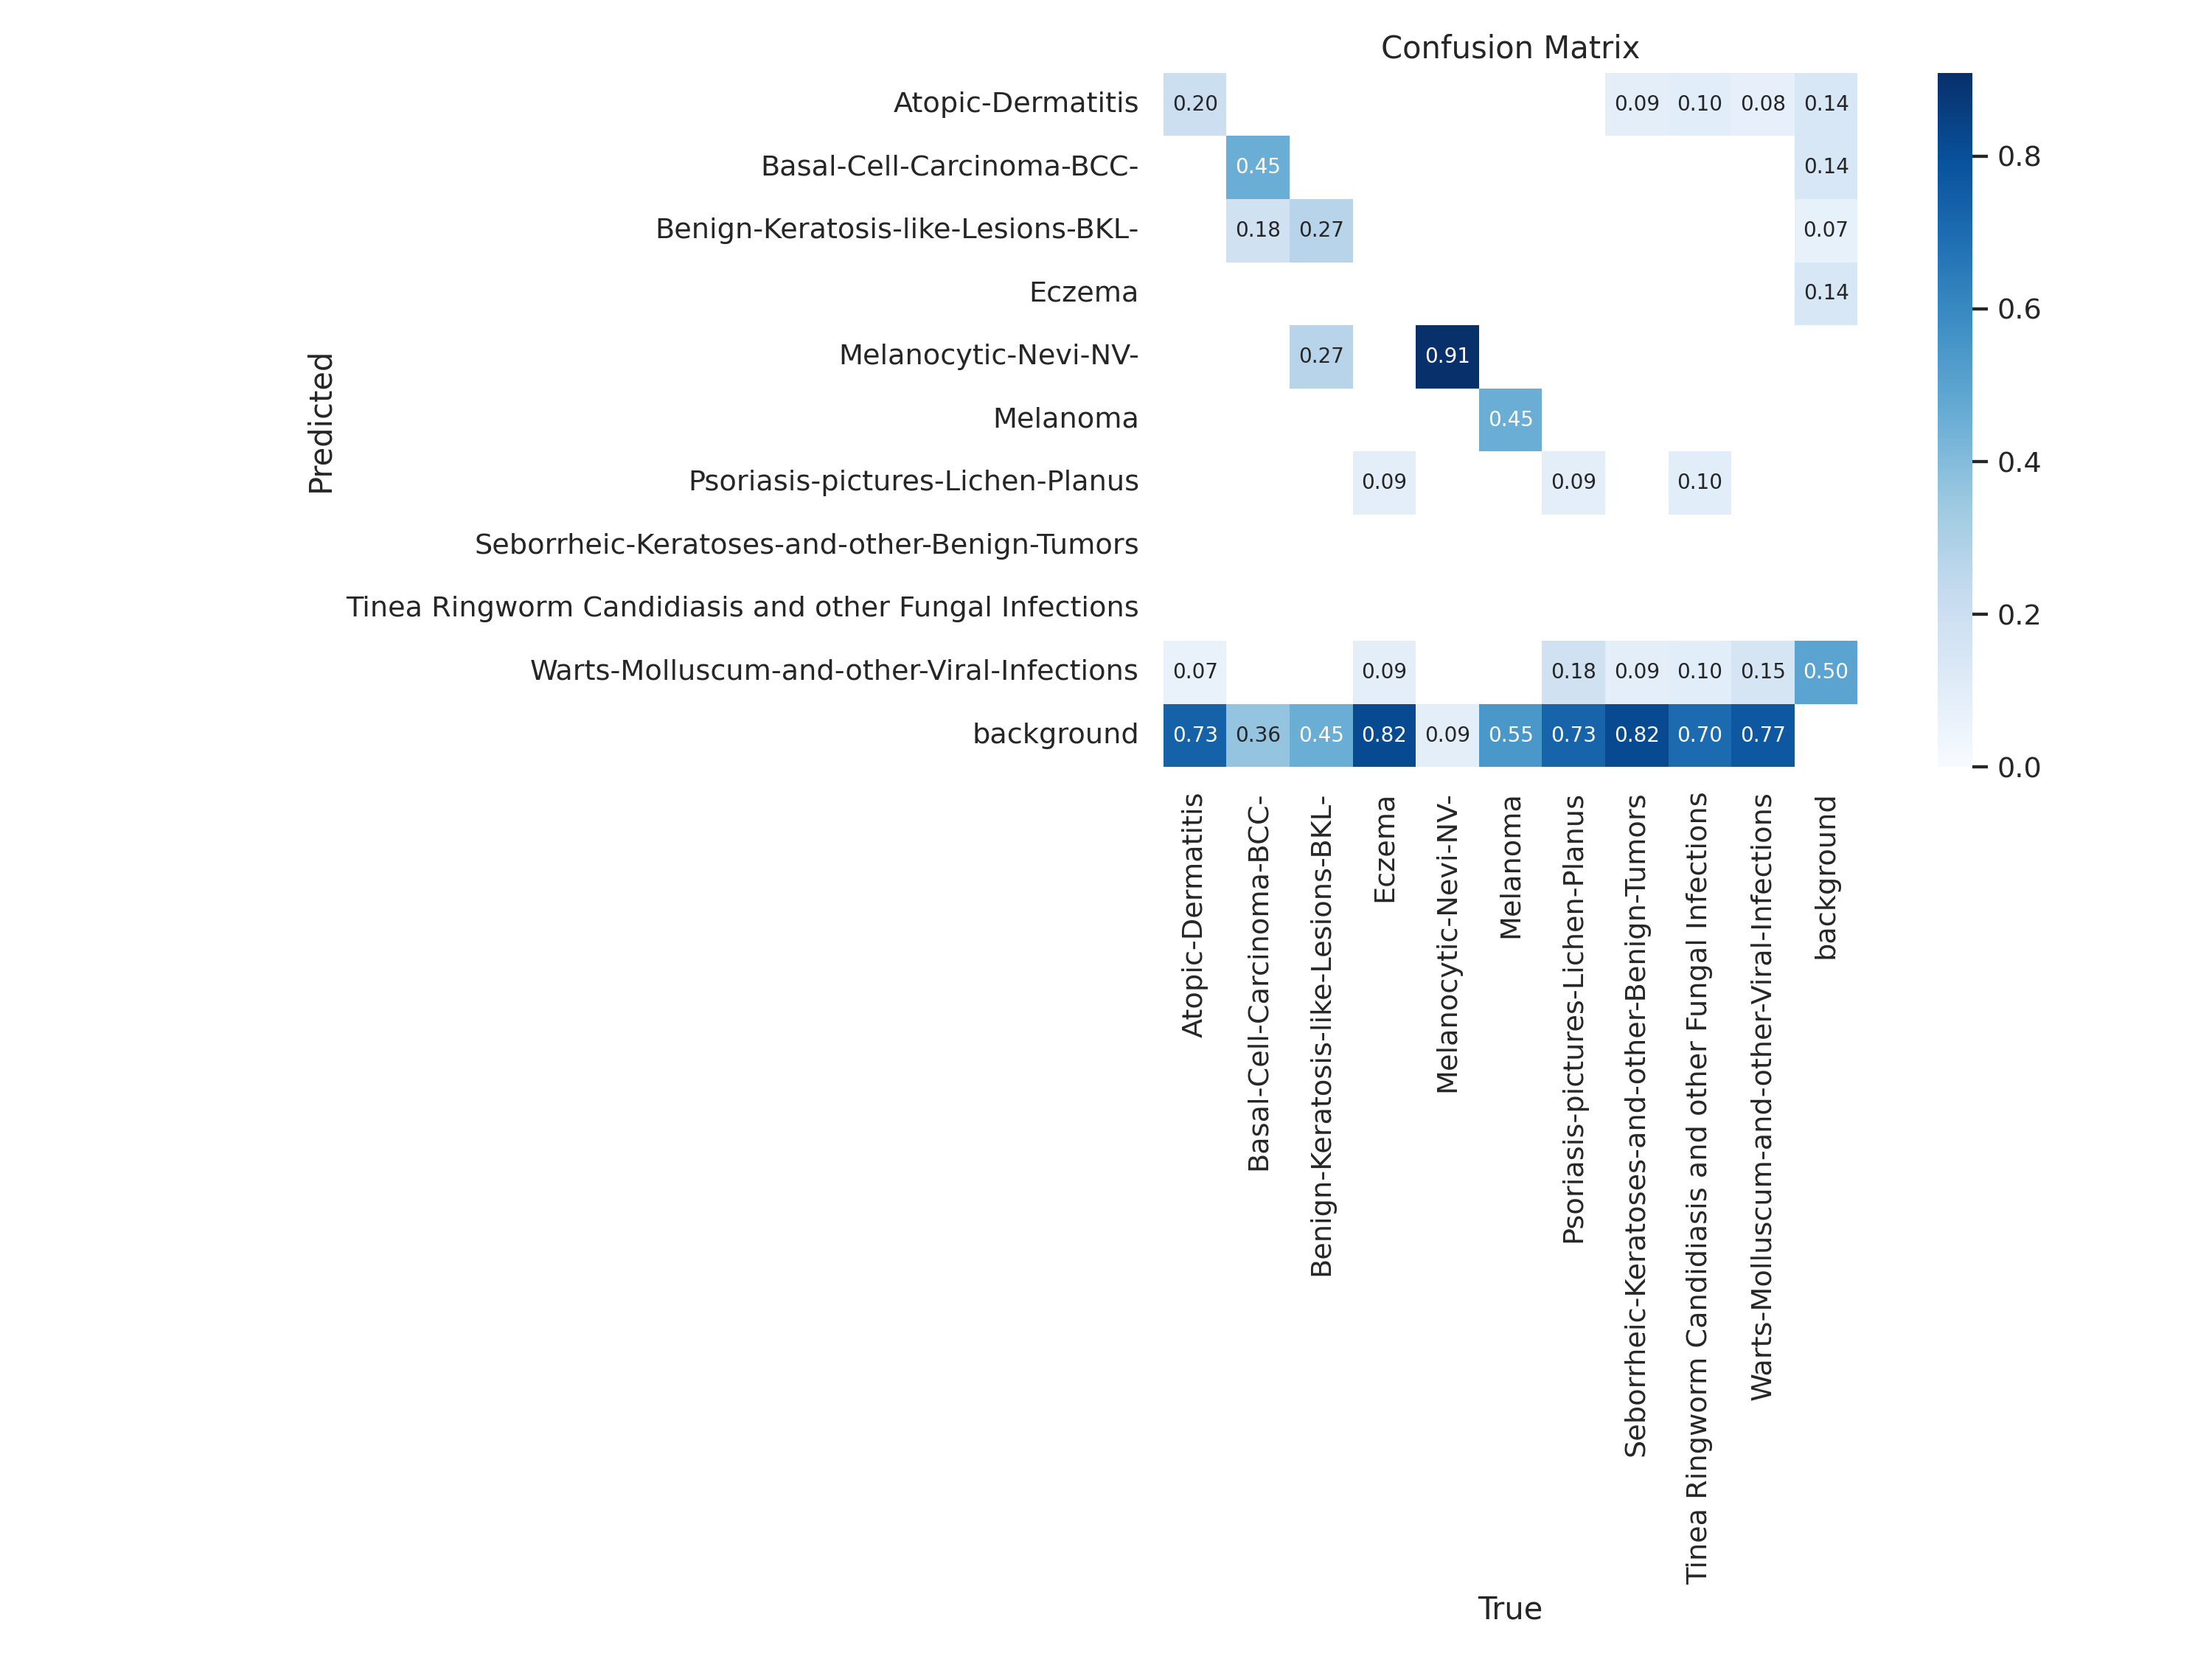 Confusion Matrix
Predicted
Atopic-Dermatitis 0.20 0.09 0.10 0.08 0.14
Basal-Cell-Carcinoma-BCC- 0.45 0.14
Benign-Keratosis-like-Lesions-BKL- 0.18 0.27 0.07
Eczema 0.14
Melanocytic-Nevi-NV- 0.27 0.91
Melanoma 0.45
Psoriasis-pictures-Lichen-Planus 0.09 0.09 0.10
Seborrheic-Keratoses-and-other-Benign-Tumors
Tinea Ringworm Candidiasis and other Fungal Infections
Warts-Molluscum-and-other-Viral-Infections 0.07 0.09 0.18 0.09 0.10 0.15 0.50
background 0.73 0.36 0.45 0.82 0.09 0.55 0.73 0.82 0.70 0.77
0.8
0.6
0.4
0.2
0.0
Atopic-Dermatitis
Basal-Cell-Carcinoma-BCC-
Benign-Keratosis-like-Lesions-BKL-
Eczema
Melanocytic-Nevi-NV-
Melanoma
Psoriasis-pictures-Lichen-Planus
Seborrheic-Keratoses-and-other-Benign-Tumors
Tinea Ringworm Candidiasis and other Fungal Infections
Warts-Molluscum-and-other-Viral-Infections
background
True